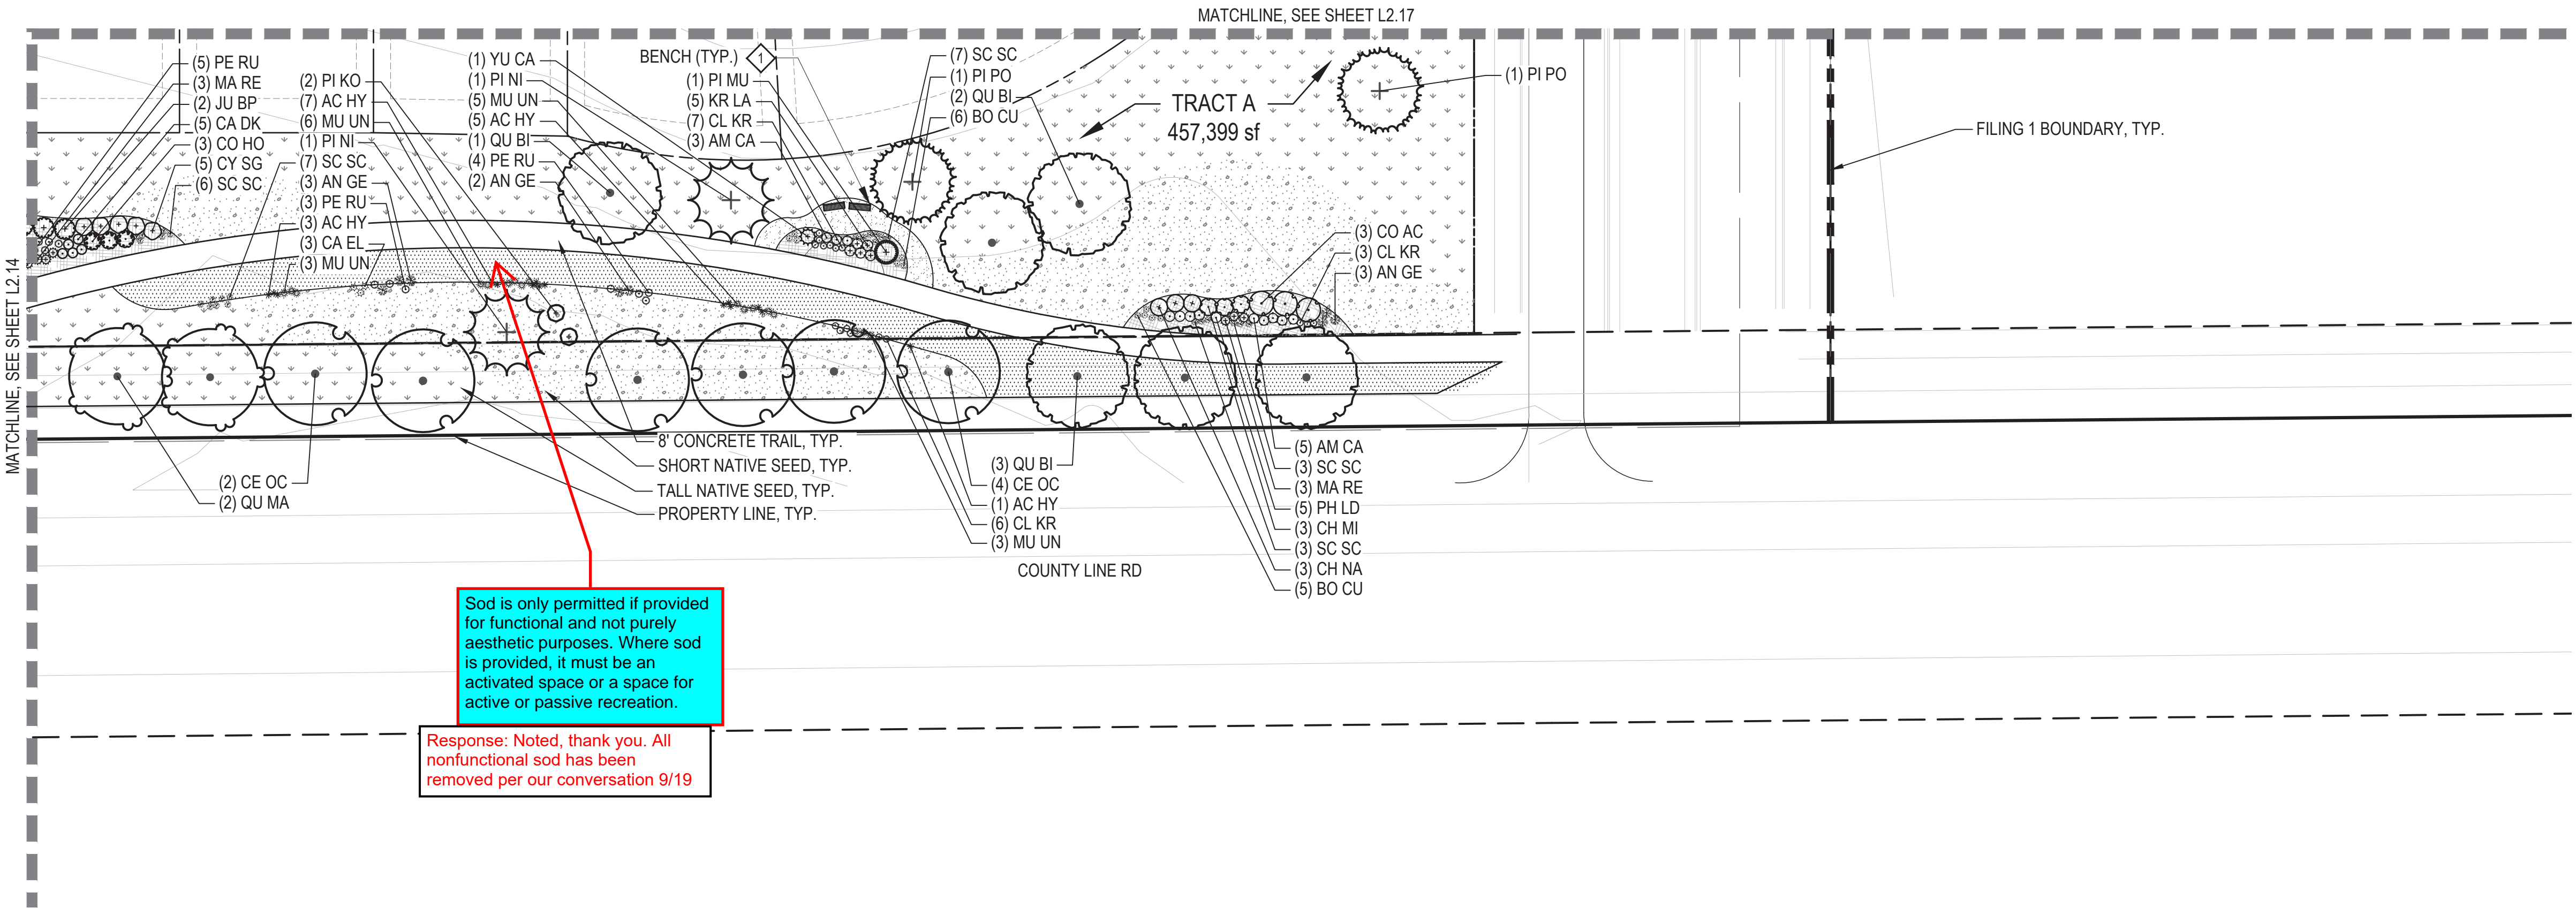 MATCHLINE, SEE SHEET L2.17
MATCHLINE, SEE SHEET L2.14
(5) PE RU
(3) MA RE
(2) JU BP
(5) CA DK
(3) CO HO
(5) CY SG
(6) SC SC
(2) PI KO
(7) AC HY
(6) MU UN
(1) PI NI
(7) SC SC
(3) AN GE
(3) PE RU
(3) AC HY
(3) CA EL
(3) MU UN
(1) YU CA
(1) PI NI
(5) MU UN
(5) AC HY
(1) QU BI
(4) PE RU
(2) AN GE
BENCH (TYP.)
1
(1) PI MU
(5) KR LA
(7) CL KR
(3) AM CA
(7) SC SC
(1) PI PO
(2) QU BI
(6) BO CU
TRACT A
457,399 sf
(1) PI PO
FILING 1 BOUNDARY, TYP.
(3) CO AC
(3) CL KR
(3) AN GE
8' CONCRETE TRAIL, TYP.
SHORT NATIVE SEED, TYP.
TALL NATIVE SEED, TYP.
PROPERTY LINE, TYP.
(2) CE OC
(2) QU MA
(3) QU BI
(4) CE OC
(1) AC HY
(6) CL KR
(3) MU UN
(5) AM CA
(3) SC SC
(3) MA RE
(5) PH LD
(3) CH MI
(3) SC SC
(3) CH NA
(5) BO CU
COUNTY LINE RD
Sod is only permitted if provided
for functional and not purely
aesthetic purposes. Where sod
is provided, it must be an
activated space or a space for
active or passive recreation.
Response: Noted, thank you. All
nonfunctional sod has been
removed per our conversation 9/19